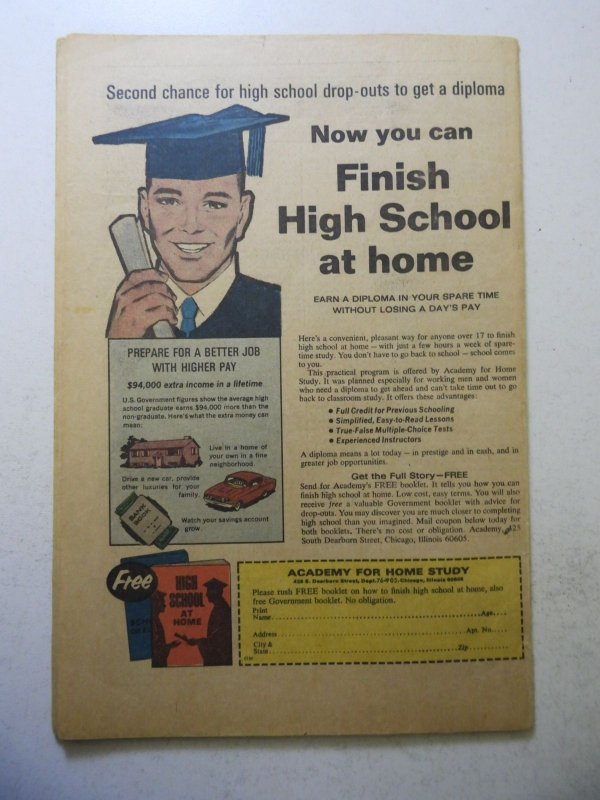 Second chance for high school drop-outs to get a diploma
Now you can
Finish
High School
at home
EARN A DIPLOMA IN YOUR SPARE TIME
WITHOUT LOSING A DAY'S PAY
Here's a convenient, pleasant way for anyone over 17 to finish
high school at home — with just a few hours a week of spare-
time study. You don't have to go back to school — school comes
to you.
This practical program is offered by Academy for Home
Study. It was planned especially for working men and women
who need a diploma to get ahead and can't take time out to go
back to classroom study. It offers these advantages:
• Full Credit for Previous Schooling
• Simplified, Easy-to-Read Lessons
• True-False Multiple-Choice Tests
• Experienced Instructors
A diploma means a lot today — in prestige and in cash, and in
greater job opportunities.
Get the Full Story—FREE
Send for Academy's FREE booklet. It tells you how you can
finish high school at home. Low cost, easy terms. You will also
receive free a valuable Government booklet with advice for
drop-outs. You may discover you are much closer to completing
high school than you imagined. Mail coupon below today for
both booklets. There's no cost or obligation. Academy, 425
South Dearborn Street, Chicago, Illinois 60605.
PREPARE FOR A BETTER JOB
WITH HIGHER PAY
$94,000 extra income in a lifetime
U.S. Government figures show the average high
school graduate earns $94,000 more than the
non-graduate. Here's what the extra money can
mean:
Live in a home of
your own in a fine
neighborhood.
Drive a new car, provide
other luxuries for your
family.
BANK
BOOK
Watch your savings account
grow.
Free
HIGH
SCHOOL
AT
HOME
ACADEMY FOR HOME STUDY
Chicago, Illinois 60605
Please rush FREE booklet on how to finish high school at home, also
free Government booklet. No obligation.
Print
Name Age
Address Apt. No.
City &
State Zip